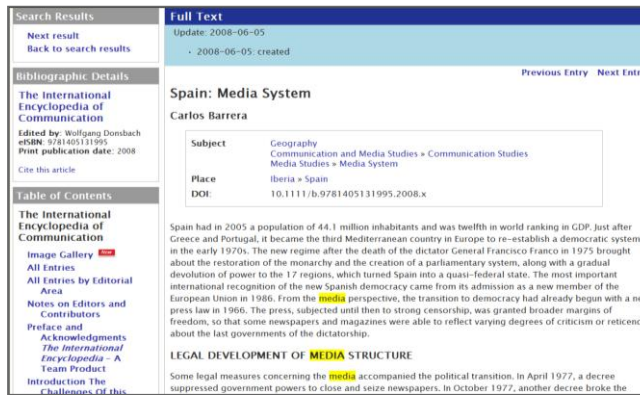 Search Results
Next result
Back to search results
Bibliographic Details
The International
Encyclopedia of
Communication
Edited by: Wolfgang Donsbach
eISBN: 9781405131995
Print publication date: 2008
Cite this article
Table of Contents
The International
Encyclopedia of
Communication
Image Gallery New
All Entries
All Entries by Editorial
Area
Notes on Editors and
Contributors
Preface and
Acknowledgments
The International
Encyclopedia - A
Team Product
Introduction The
Challenges Of this
Full Text
Update: 2008-06-05
• 2008-06-05: created
Previous Entry Next Entr
Spain: Media System
Carlos Barrera
Subject Geography
Communication and Media Studies » Communication Studies
Media Studies » Media System
Place Iberia » Spain
DOI: 10.1111/b.9781405131995.2008.x
Spain had in 2005 a population of 44.1 million inhabitants and was twelfth in world ranking in GDP. Just after
Greece and Portugal, it became the third Mediterranean country in Europe to re-establish a democratic system
in the early 1970s. The new regime after the death of the dictator General Francisco Franco in 1975 brought
about the restoration of the monarchy and the creation of a parliamentary system, along with a gradual
devolution of power to the 17 regions, which turned Spain into a quasi-federal state. The most important
international recognition of the new Spanish democracy came from its admission as a new member of the
European Union in 1986. From the media perspective, the transition to democracy had already begun with a ne
press law in 1966. The press, subjected until then to strong censorship, was granted broader margins of
freedom, so that some newspapers and magazines were able to reflect varying degrees of criticism or reticenc
about the last governments of the dictatorship.
LEGAL DEVELOPMENT OF MEDIA STRUCTURE
Some legal measures concerning the media accompanied the political transition. In April 1977, a decree
suppressed government powers to close and seize newspapers. In October 1977, another decree broke the